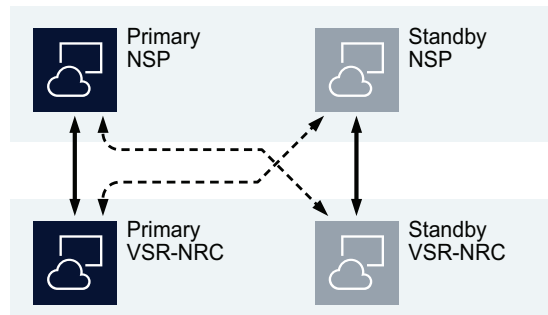 Primary
NSP
Standby
NSP
Primary
VSR-NRC
Standby
VSR-NRC